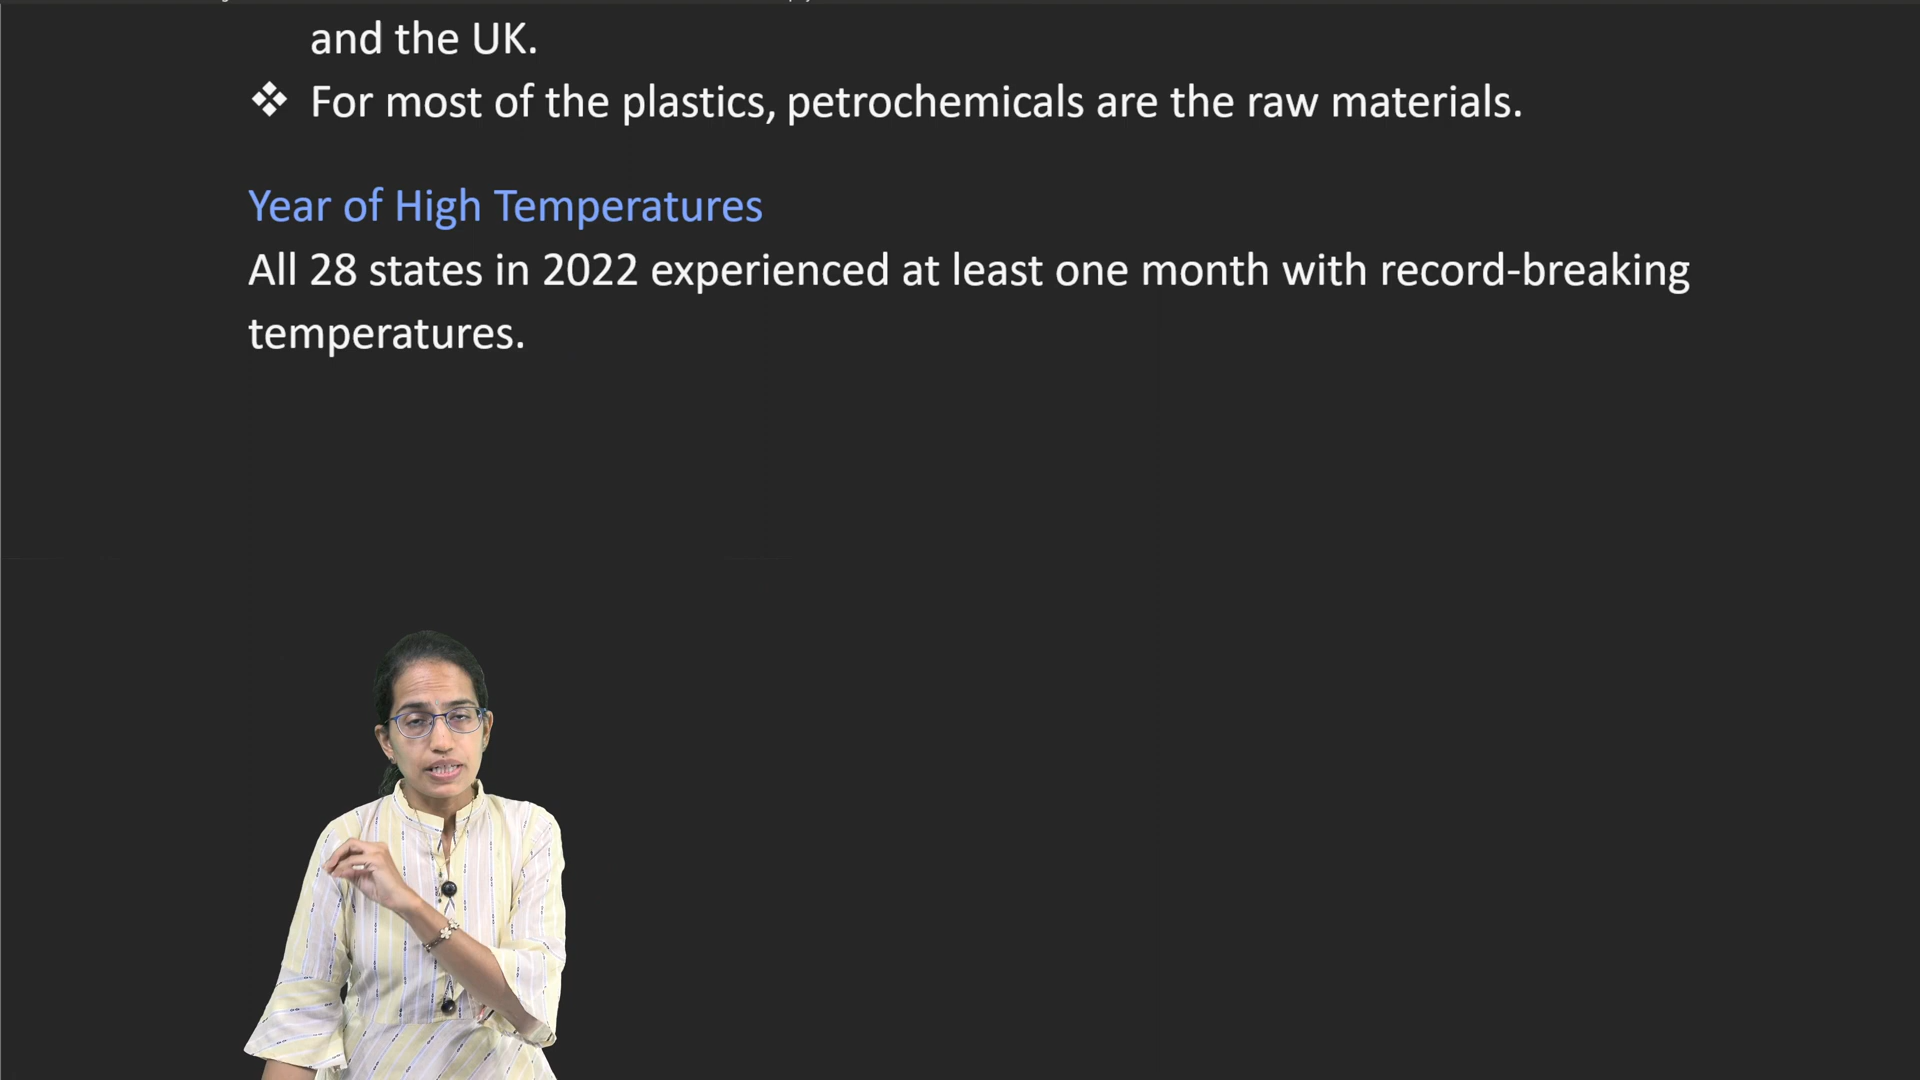 and the UK.
❖ For most of the plastics, petrochemicals are the raw materials.
Year of High Temperatures
All 28 states in 2022 experienced at least one month with record-breaking
temperatures.